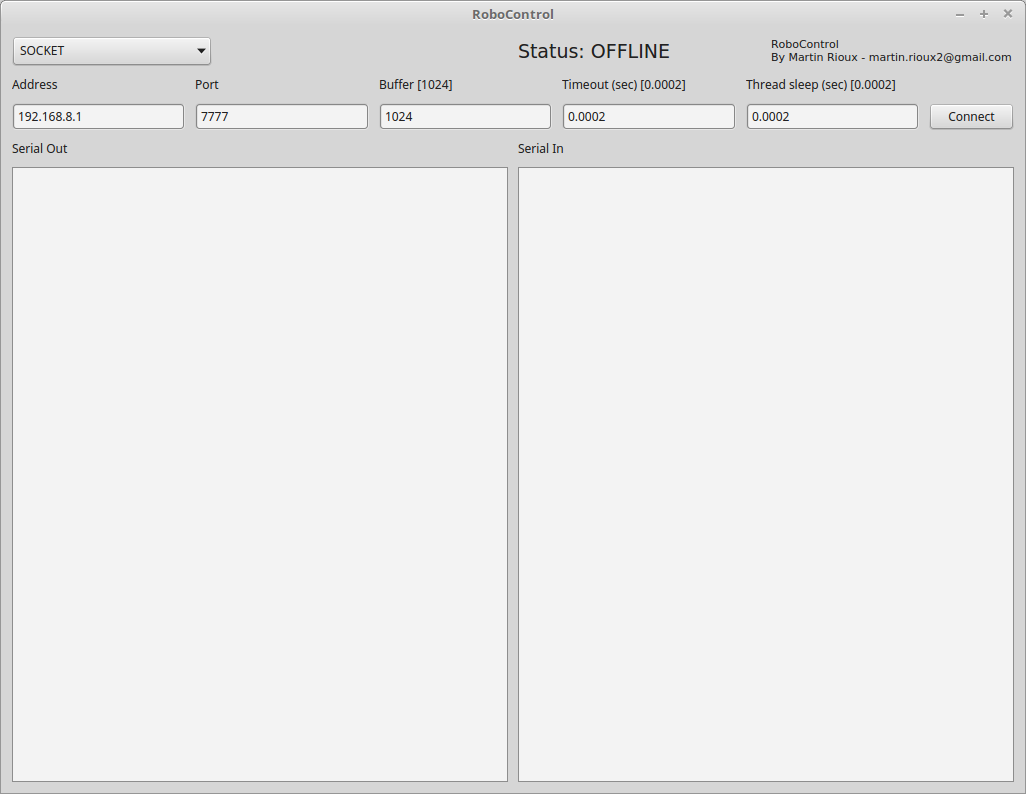 RoboControl
SOCKET
Status: OFFLINE
RoboControl
By Martin Rioux - martin.rioux2@gmail.com
Address
Port
Buffer [1024]
Timeout (sec) [0.0002]
Thread sleep (sec) [0.0002]
192.168.8.1
7777
1024
0.0002
0.0002
Connect
Serial Out
Serial In